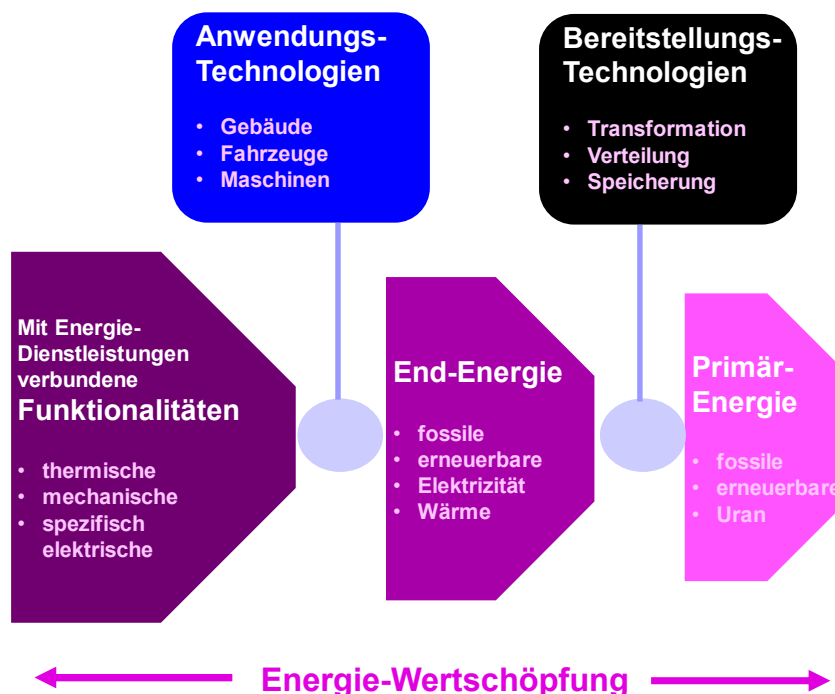 Anwendungs-
Technologien
• Gebäude
• Fahrzeuge
• Maschinen
Bereitstellungs-
Technologien
• Transformation
• Verteilung
• Speicherung
Mit Energie-
Dienstleistungen
verbundene
Funktionalitäten
• thermische
• mechanische
• spezifisch
elektrische
End-Energie
• fossile
• erneuerbare
• Elektrizität
• Wärme
Primär-
Energie
• fossile
• erneuerbare
• Uran
Energie-Wertschöpfung